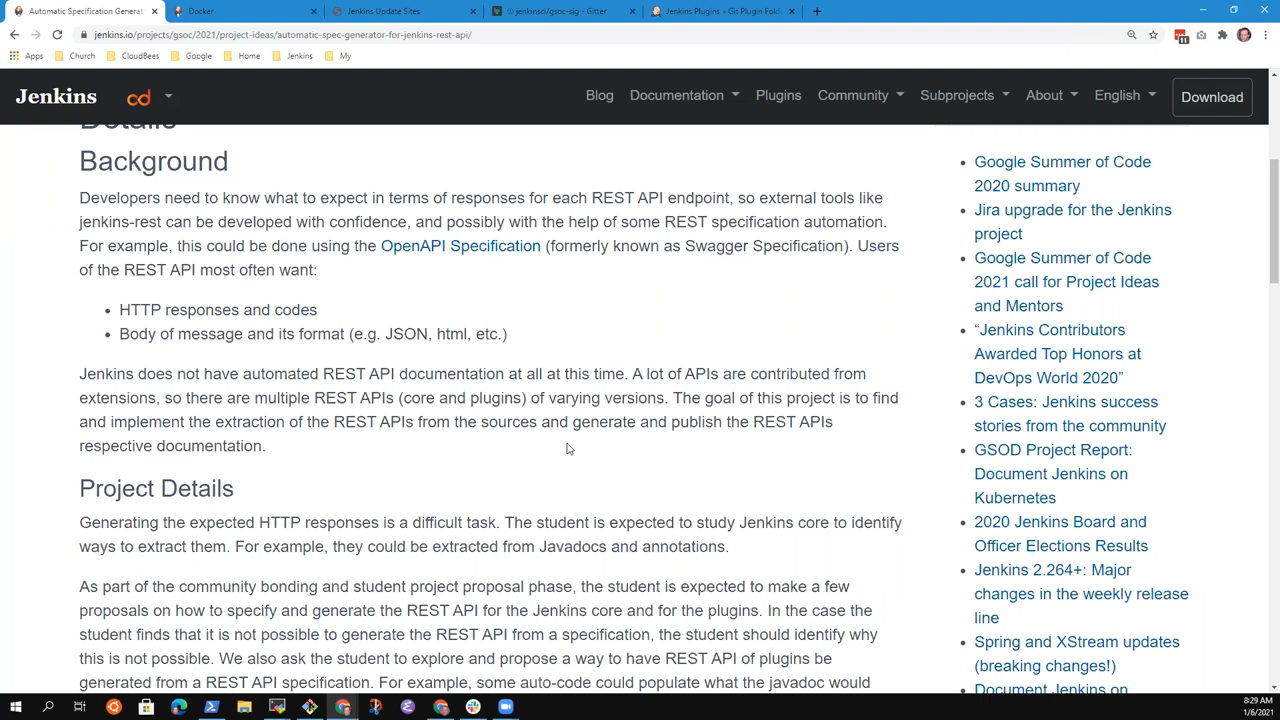 Automatic Specification Generat
Docker
Jenkins Update Sites
jenkinsci/gsoc-sig - Gitter
Jenkins Plugins » Git Plugin Fold
jenkins.io/projects/gsoc/2021/project-ideas/automatic-spec-generator-for-jenkins-rest-api/
11
Apps
Church
CloudBees
Google
Home
Jenkins
My
Jenkins
cd
Blog
Documentation
Plugins
Community
Subprojects
About
English
Download
Details
Background
Developers need to know what to expect in terms of responses for each REST API endpoint, so external tools like
jenkins-rest can be developed with confidence, and possibly with the help of some REST specification automation.
For example, this could be done using the OpenAPI Specification (formerly known as Swagger Specification). Users
of the REST API most often want:
• HTTP responses and codes
• Body of message and its format (e.g. JSON, html, etc.)
Jenkins does not have automated REST API documentation at all at this time. A lot of APIs are contributed from
extensions, so there are multiple REST APIs (core and plugins) of varying versions. The goal of this project is to find
and implement the extraction of the REST APIs from the sources and generate and publish the REST APIs
respective documentation.
Project Details
Generating the expected HTTP responses is a difficult task. The student is expected to study Jenkins core to identify
ways to extract them. For example, they could be extracted from Javadocs and annotations.
As part of the community bonding and student project proposal phase, the student is expected to make a few
proposals on how to specify and generate the REST API for the Jenkins core and for the plugins. In the case the
student finds that it is not possible to generate the REST API from a specification, the student should identify why
this is not possible. We also ask the student to explore and propose a way to have REST API of plugins be
generated from a REST API specification. For example, some auto-code could populate what the javadoc would
• Google Summer of Code
2020 summary
• Jira upgrade for the Jenkins
project
• Google Summer of Code
2021 call for Project Ideas
and Mentors
• “Jenkins Contributors
Awarded Top Honors at
DevOps World 2020”
• 3 Cases: Jenkins success
stories from the community
• GSOD Project Report:
Document Jenkins on
Kubernetes
• 2020 Jenkins Board and
Officer Elections Results
• Jenkins 2.264+: Major
changes in the weekly release
line
• Spring and XStream updates
(breaking changes!)
• Document Jenkins on
8:29 AM
1/6/2021